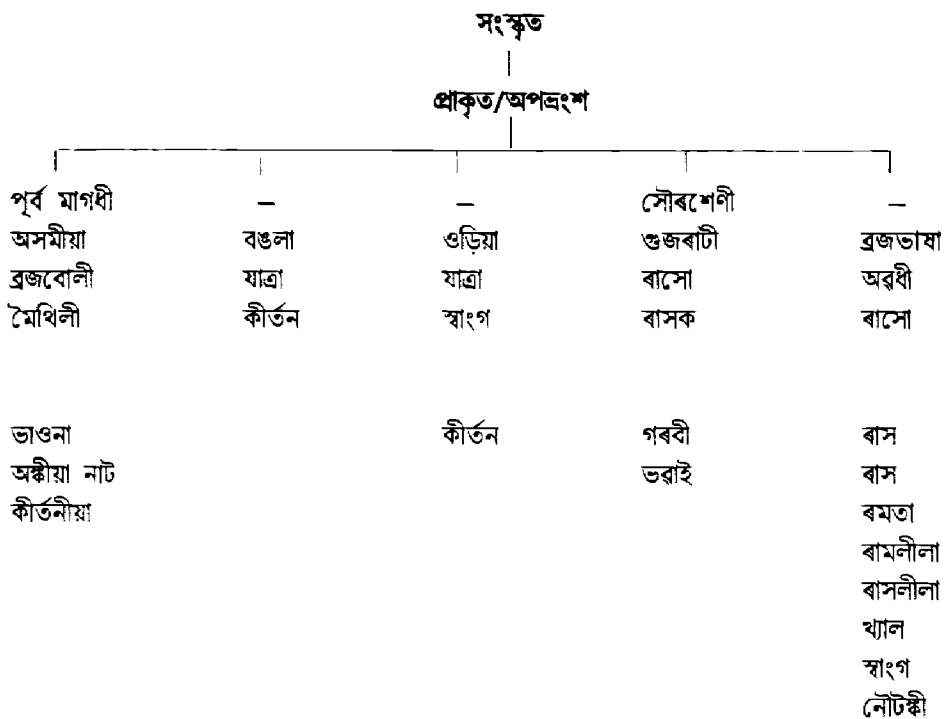 সংস্কৃত
প্ৰাকৃত/অপভ্ৰংশ
পূৰ্ব মাগধী – – সৌৰশেণী –
অসমীয়া বঙলা ওড়িয়া গুজৰাটী ব্ৰজভাষা
ব্ৰজবোলী যাত্ৰা যাত্ৰা ৰাসো অৱধী
মৈথিলী কীৰ্তন স্বাংগ ৰাসক ৰাসো
ভাওনা কীৰ্তন গৰবী ৰাস
অঙ্কীয়া নাট ভৱাই ৰাস
কীৰ্তনীয়া ৰমতা
ৰামলীলা
ৰাসলীলা
খ্যাল
স্বাংগ
নৌটঙ্কী